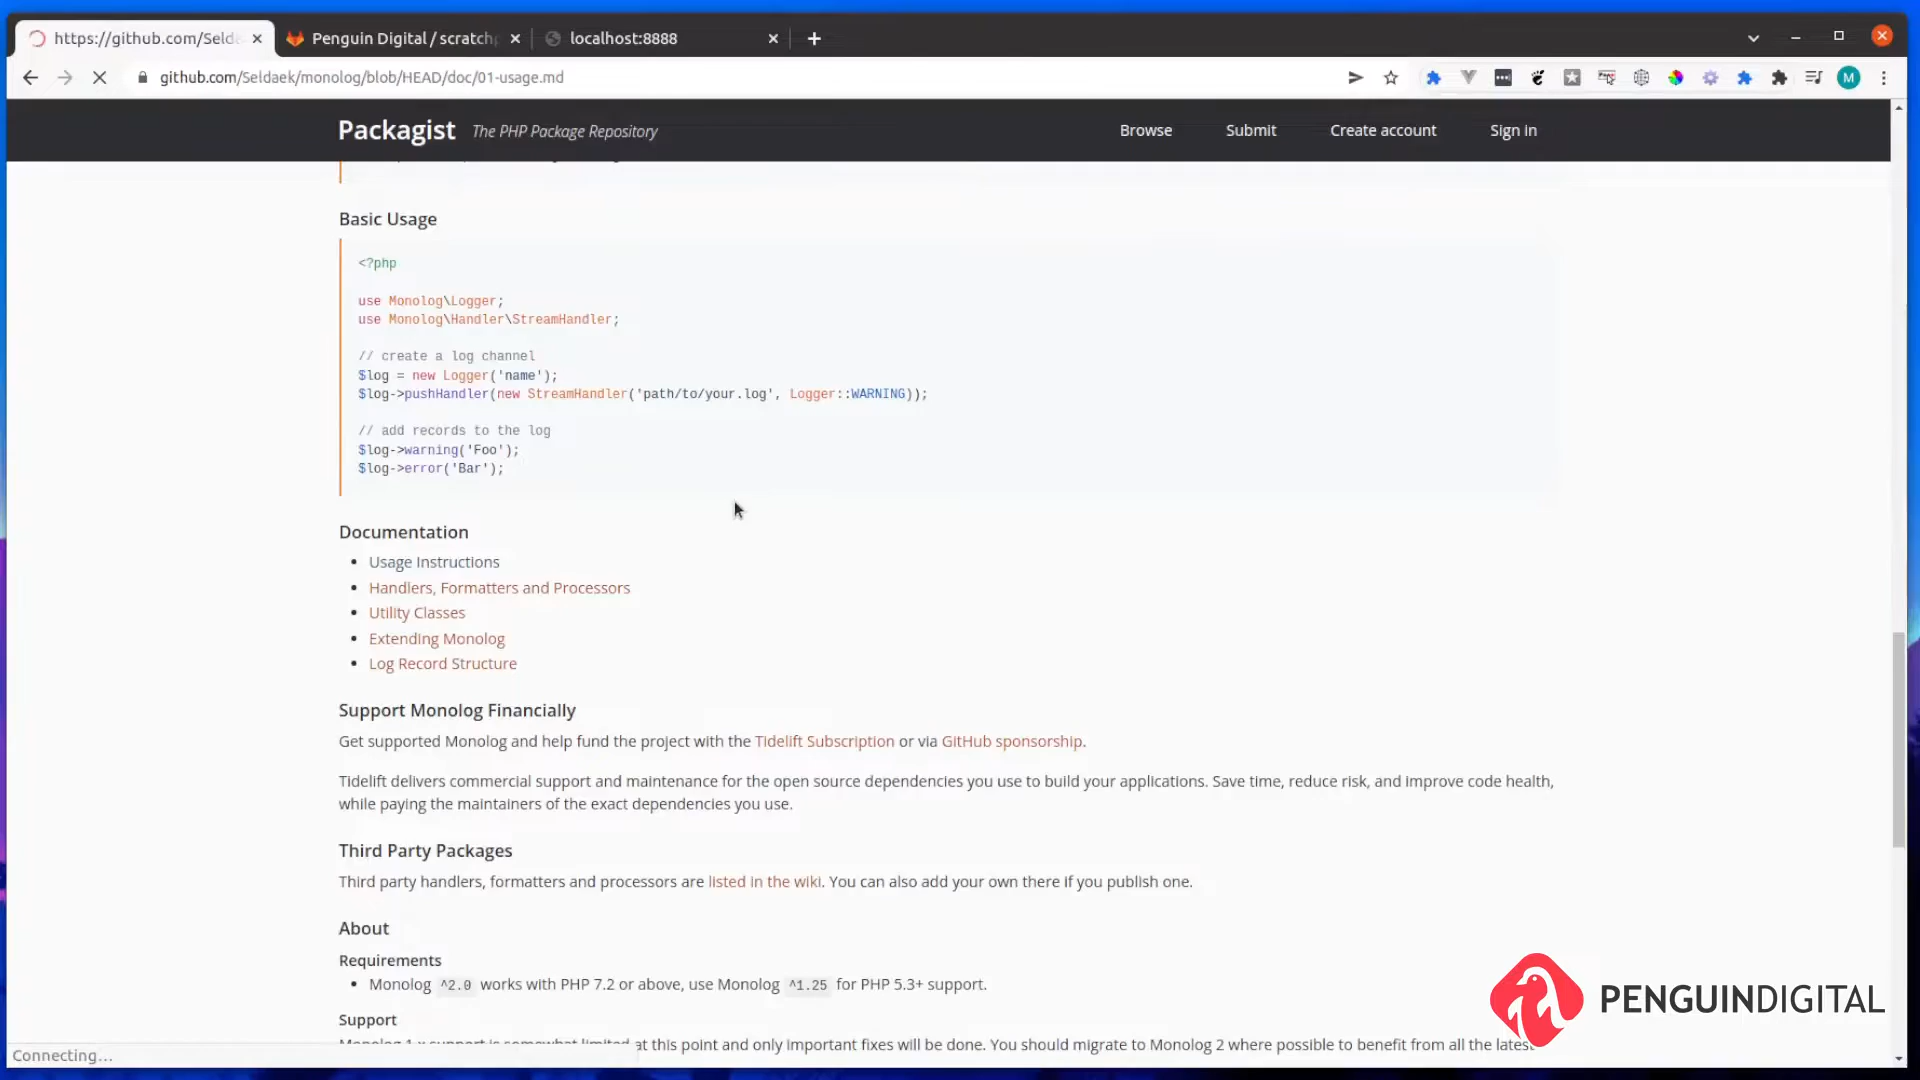 https://github.com/Selda
Penguin Digital / scratch
localhost:8888
github.com/Seldaek/monolog/blob/HEAD/doc/01-usage.md
M
Packagist The PHP Package Repository
Browse
Submit
Create account
Sign in
Basic Usage
<?php
use Monolog\Logger;
use Monolog\Handler\StreamHandler;
// create a log channel
$log = new Logger('name');
$log->pushHandler(new StreamHandler('path/to/your.log', Logger::WARNING));
// add records to the log
$log->warning('Foo');
$log->error('Bar');
Documentation
• Usage Instructions
• Handlers, Formatters and Processors
• Utility Classes
• Extending Monolog
• Log Record Structure
Support Monolog Financially
Get supported Monolog and help fund the project with the Tidelift Subscription or via GitHub sponsorship.
Tidelift delivers commercial support and maintenance for the open source dependencies you use to build your applications. Save time, reduce risk, and improve code health,
while paying the maintainers of the exact dependencies you use.
Third Party Packages
Third party handlers, formatters and processors are listed in the wiki. You can also add your own there if you publish one.
About
Requirements
• Monolog ^2.0 works with PHP 7.2 or above, use Monolog ^1.25 for PHP 5.3+ support.
Support
Monolog 1.x support is somewhat limited at this point and only important fixes will be done. You should migrate to Monolog 2 where possible to benefit from all the latest
Connecting...
PENGUINDIGITAL